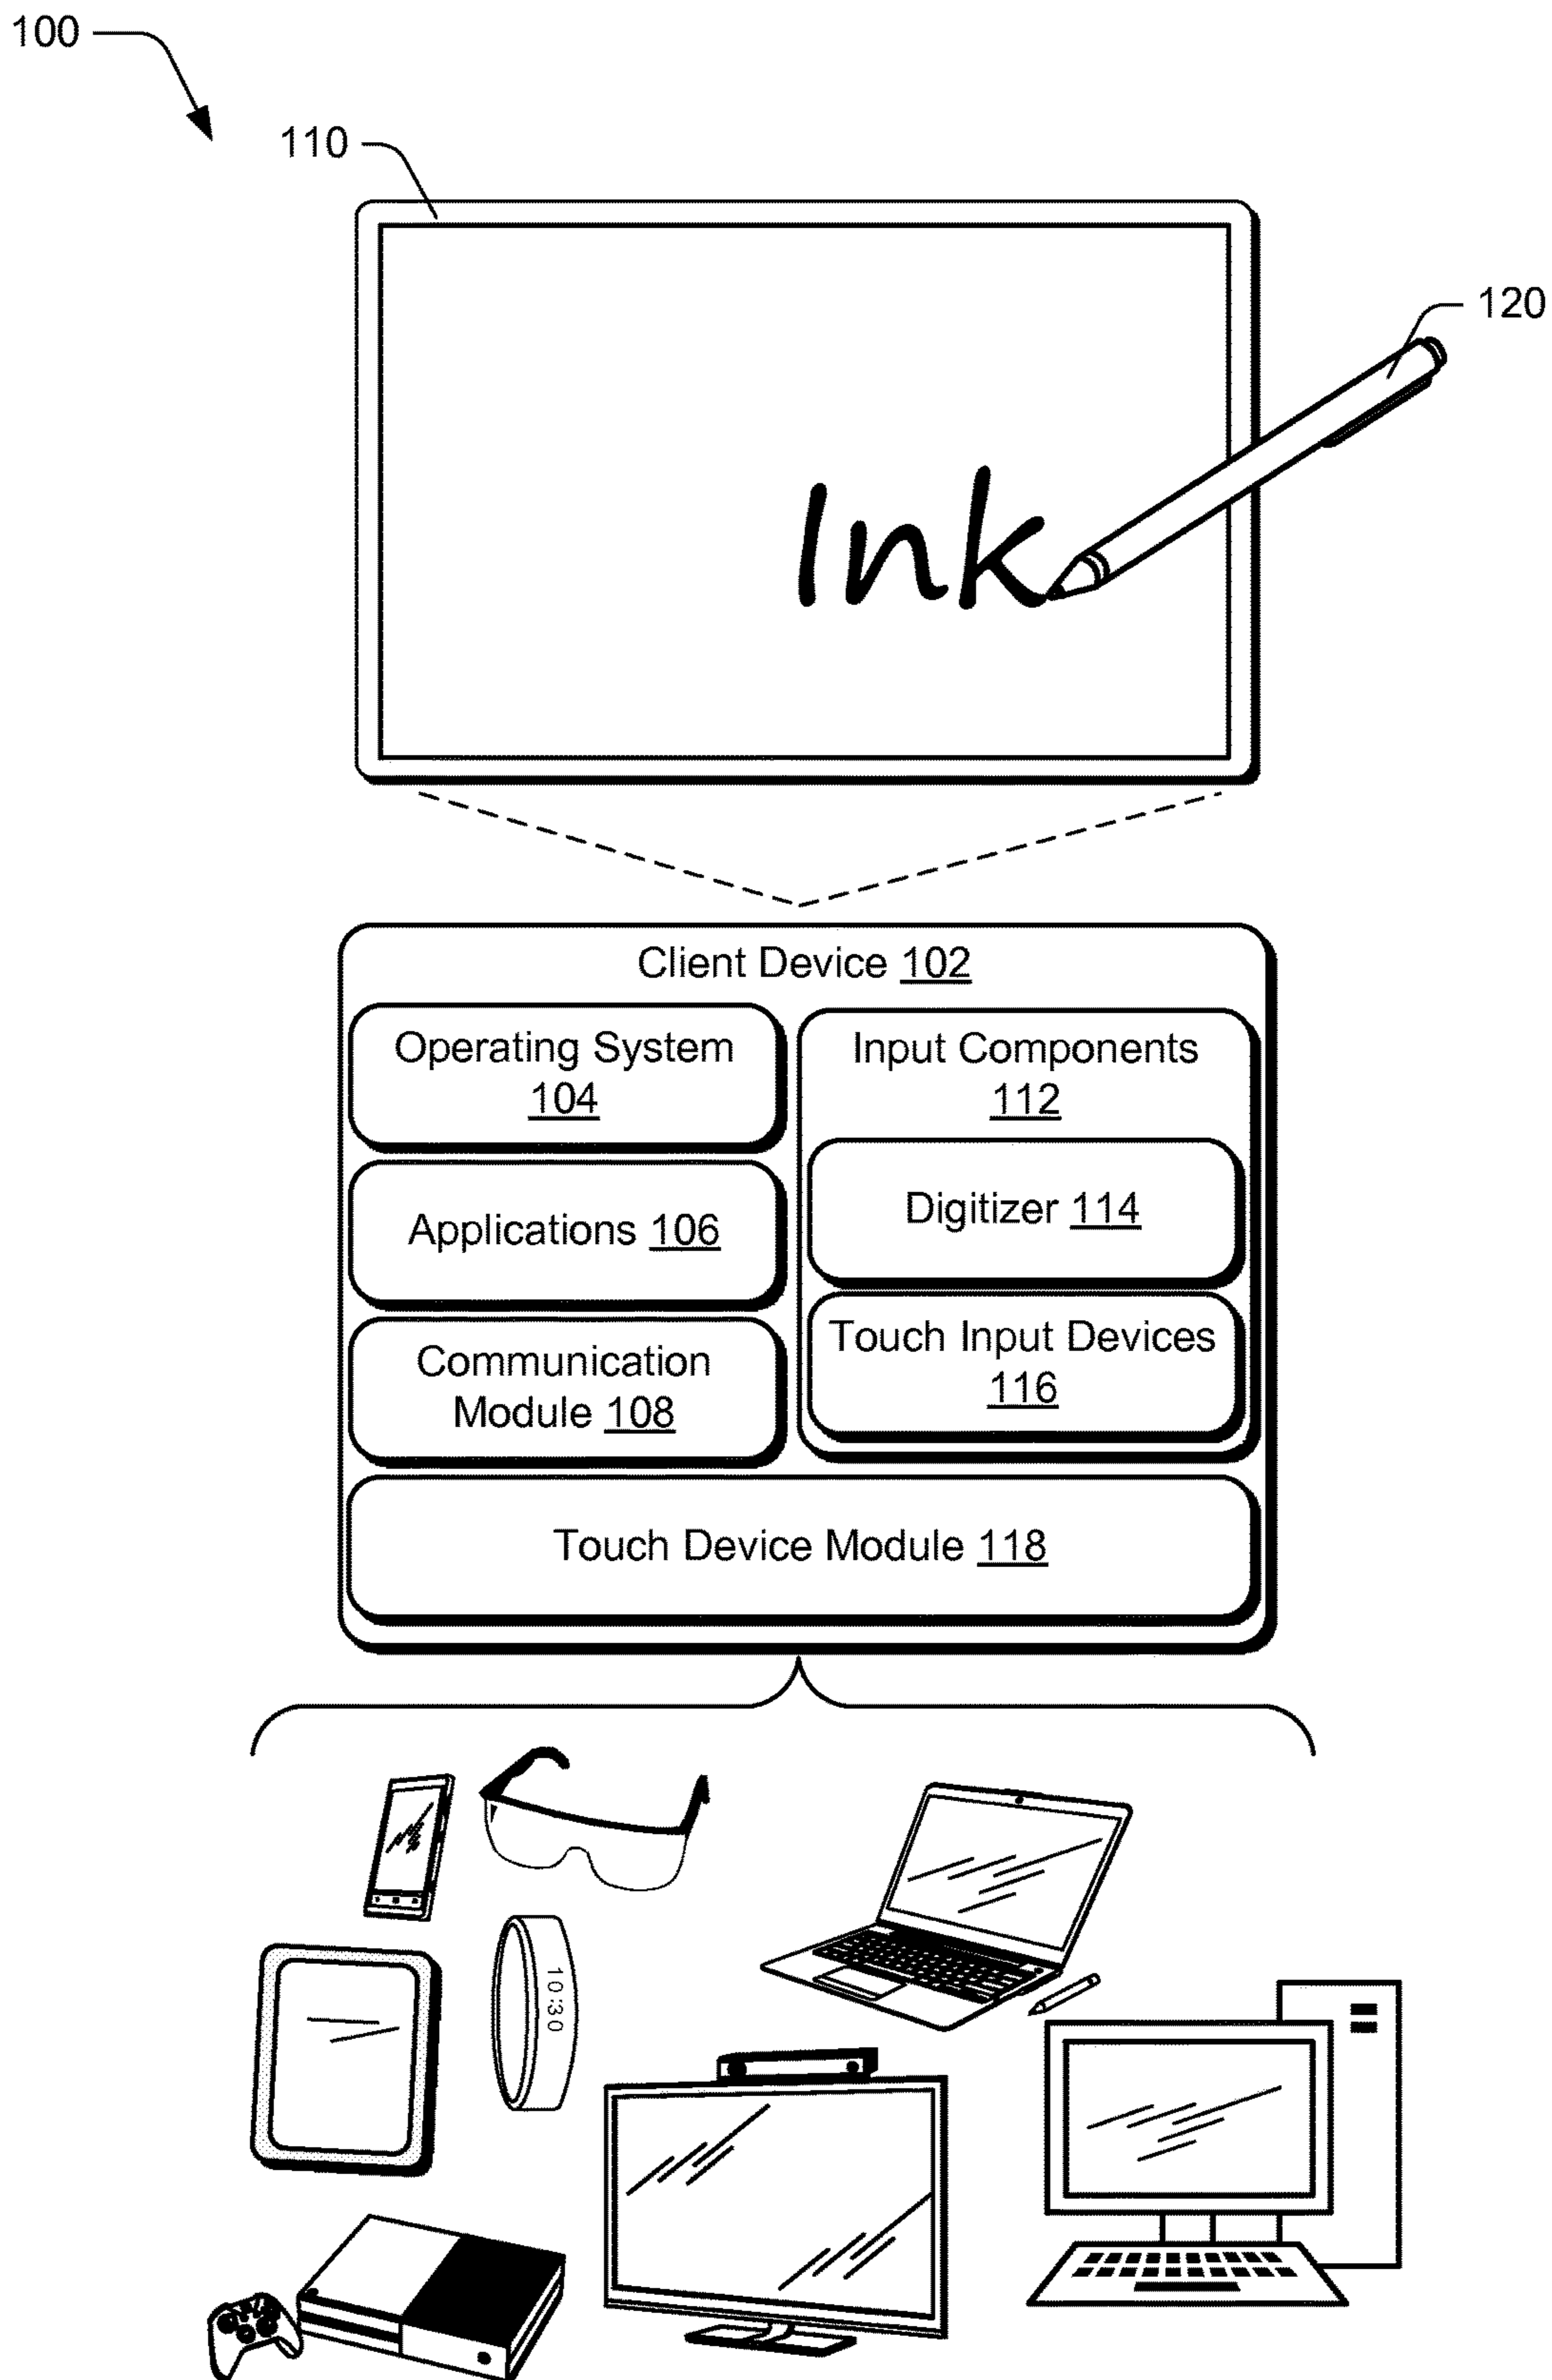 100
110
120
Ink
Client Device 102
Operating System
104
Applications 106
Communication
Module 108
Input Components
112
Digitizer 114
Touch Input Devices
116
Touch Device Module 118
10:30